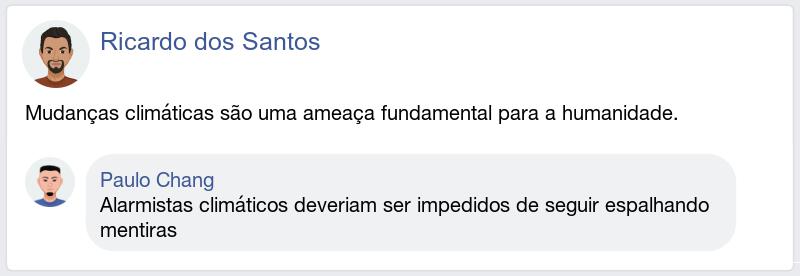 Ricardo dos Santos
Mudanças climáticas são uma ameaça fundamental para a humanidade.
Paulo Chang
Alarmistas climáticos deveriam ser impedidos de seguir espalhando
mentiras